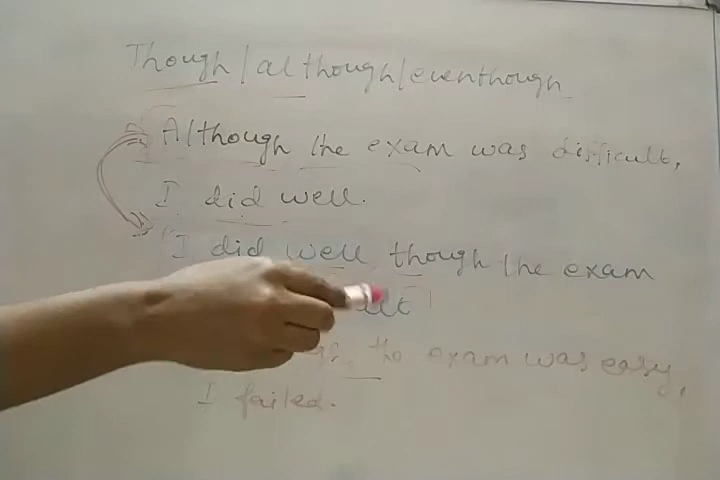 Though / although / eventhough
Although the exam was difficult,
I did well.
I did well though the exam
the exam was easy,
I failed.